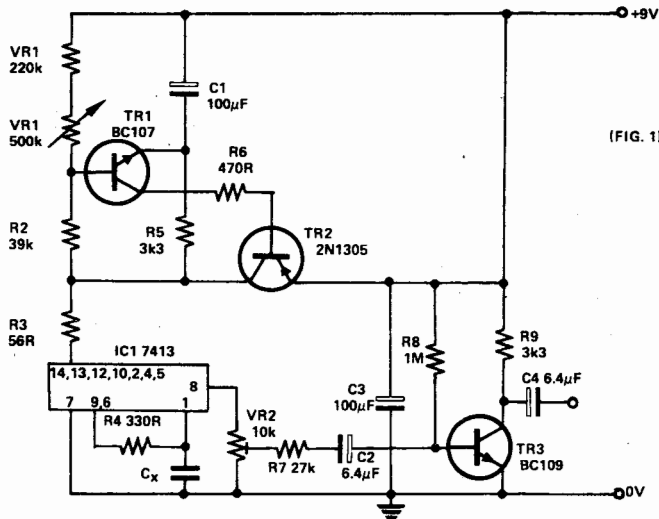 +9V
VR1
220k
C1
100µF
VR1
500k
TR1
BC107
(FIG. 1)
R6
470R
R2
39k
R5
3k3
TR2
2N1305
R3
56R
IC1 7413
14,13,12,10,2,4,5
8
7
9,6
1
R4 330R
Cx
VR2
10k
R7 27k
C2
6.4µF
C3
100µF
R8
1M
R9
3k3
C4 6.4µF
TR3
BC109
0V